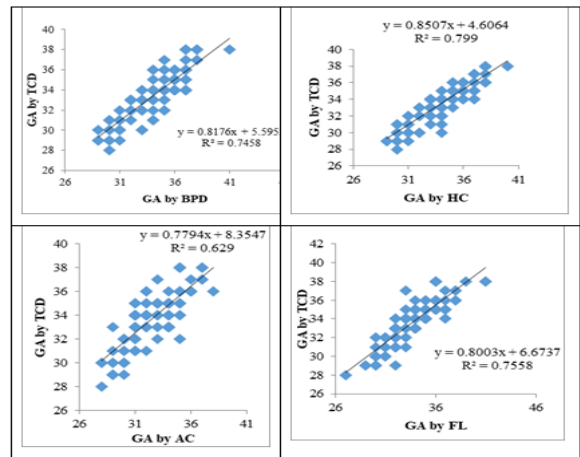 40
38
36
34
32
30
28
26
GA by TCD
y = 0.8176x + 5.595
R² = 0.7458
26 31 36 41
GA by BPD
y = 0.8507x + 4.6064
R² = 0.799
40
38
36
34
32
30
28
26
GA by TCD
26 31 36 41
GA by HC
y = 0.7794x + 8.3547
R² = 0.629
40
38
36
34
32
30
28
26
GA by TCD
26 31 36 41
GA by AC
42
40
38
36
34
32
30
28
26
GA by TCD
y = 0.8003x + 6.6737
R² = 0.7558
26 36 46
GA by FL